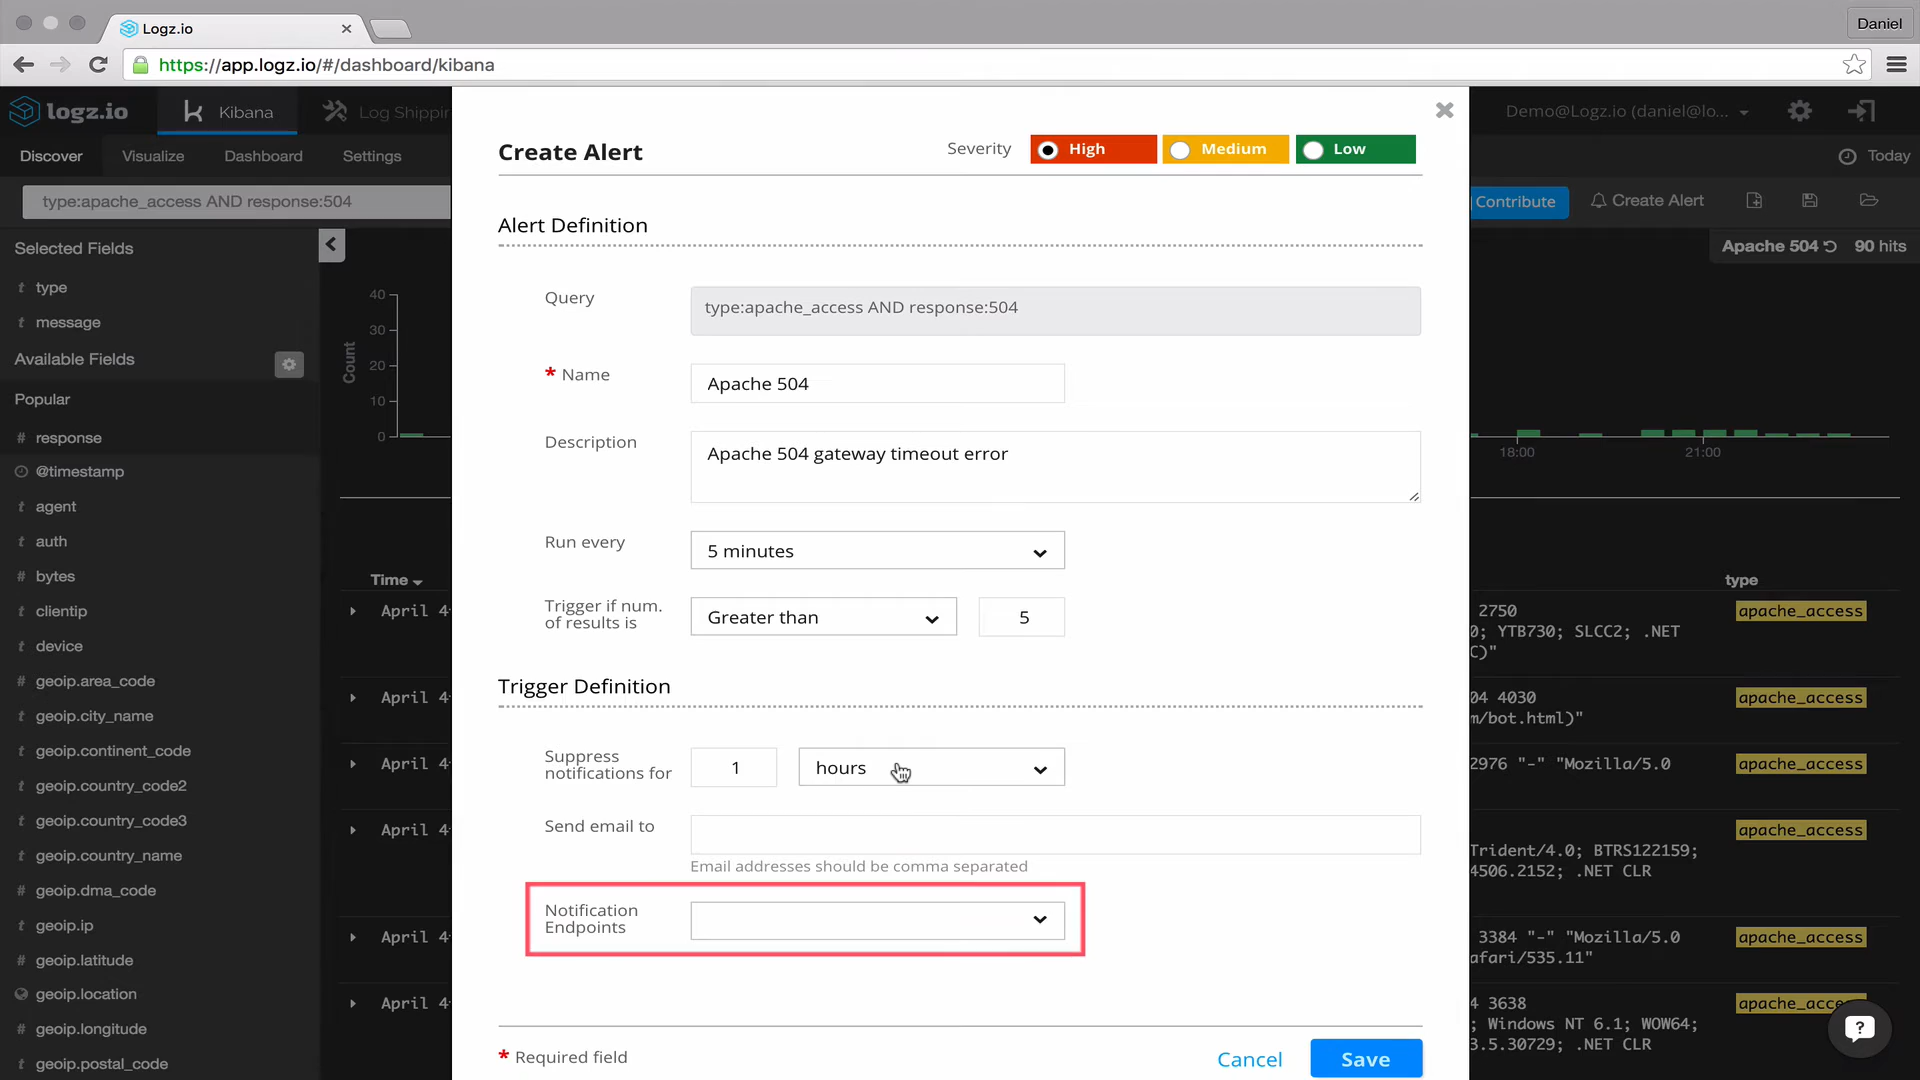 Logz.io
Daniel
https://app.logz.io/#/dashboard/kibana
logz.io
Kibana
Log Shippin
Demo@Logz.io (daniel@lo...
Discover
Visualize
Dashboard
Settings
Today
type:apache_access AND response:504
Contribute
Create Alert
Apache 504
90 hits
Selected Fields
t type
t message
Available Fields
Popular
# response
@timestamp
t agent
t auth
# bytes
t clientip
t device
# geoip.area_code
t geoip.city_name
t geoip.continent_code
t geoip.country_code2
t geoip.country_code3
t geoip.country_name
# geoip.dma_code
t geoip.ip
# geoip.latitude
geoip.location
# geoip.longitude
t geoip.postal_code
Count
40
30
20
10
0
18:00
21:00
Time
April 4
April 4
April 4
April 4
April 4
April 4
Create Alert
Severity
High
Medium
Low
Alert Definition
Query
type:apache_access AND response:504
* Name
Apache 504
Description
Apache 504 gateway timeout error
Run every
5 minutes
Trigger if num.
of results is
Greater than
5
Trigger Definition
Suppress
notifications for
1
hours
Send email to
Email addresses should be comma separated
Notification
Endpoints
* Required field
Cancel
Save
type
2750
0; YTB730; SLCC2; .NET
C)"
apache_access
04 4030
m/bot.html)"
apache_access
2976 "-" "Mozilla/5.0
apache_access
Trident/4.0; BTRS122159;
4506.2152; .NET CLR
apache_access
3384 "-" "Mozilla/5.0
afari/535.11"
apache_access
4 3638
; Windows NT 6.1; WOW64;
3.5.30729; .NET CLR
apache_acce